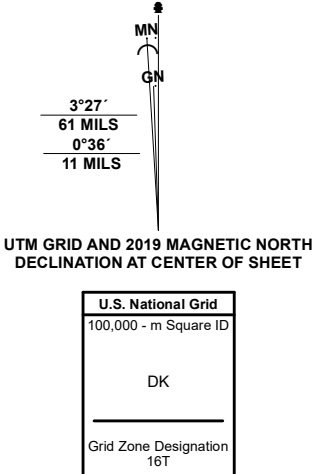 MN
GN
3°27´
61 MILS
0°36´
11 MILS
UTM GRID AND 2019 MAGNETIC NORTH
DECLINATION AT CENTER OF SHEET
U.S. National Grid
100,000 - m Square ID
DK
Grid Zone Designation
16T